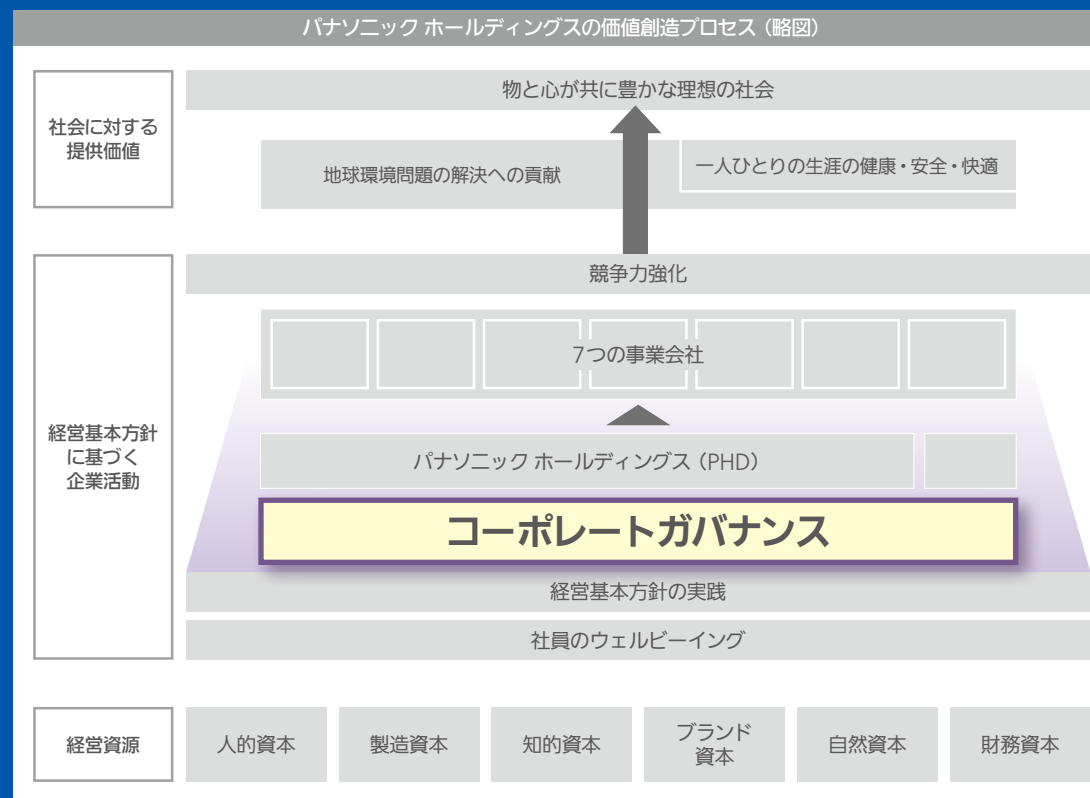 パナソニック ホールディングスの価値創造プロセス（略図）
社会に対する
提供価値
物と心が共に豊かな理想の社会
地球環境問題の解決への貢献
一人ひとりの生涯の健康・安全・快適
経営基本方針
に基づく
企業活動
競争力強化
7つの事業会社
パナソニック ホールディングス（PHD）
コーポレートガバナンス
経営基本方針の実践
社員のウェルビーイング
経営資源
人的資本
製造資本
知的資本
ブランド
資本
自然資本
財務資本